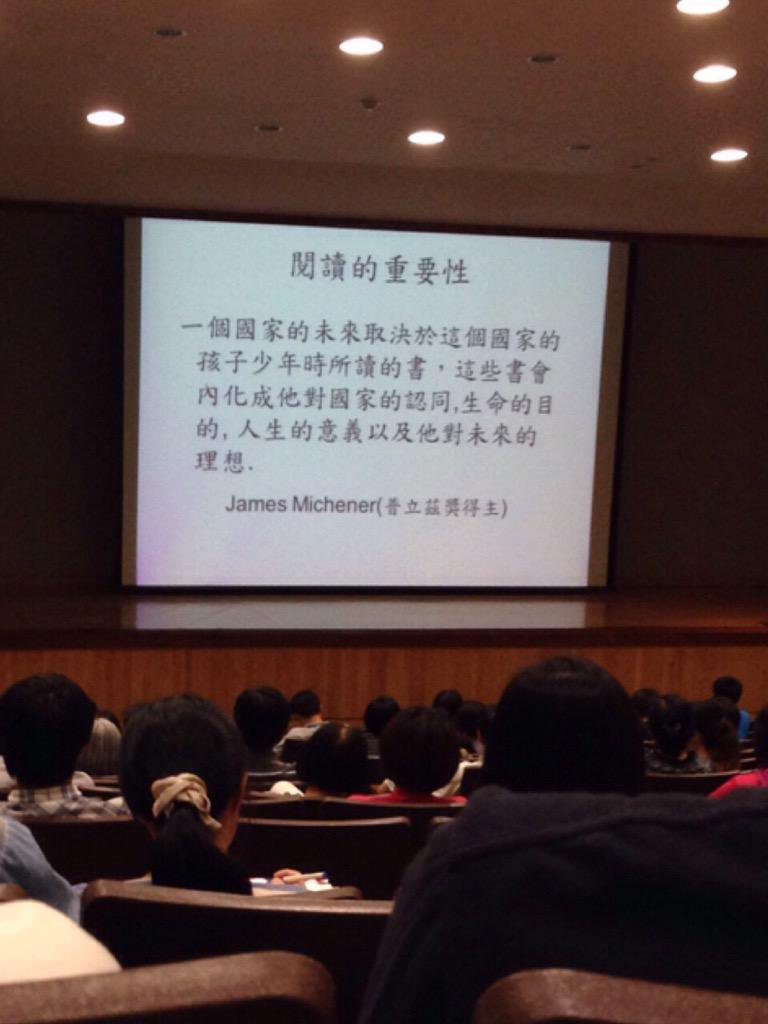 閱讀的重要性
一個國家的未來取決於這個國家的
孩子少年時所讀的書，這些書會
內化成他對國家的認同,生命的目
的, 人生的意義以及他對未來的
理想.
James Michener(普立茲獎得主)